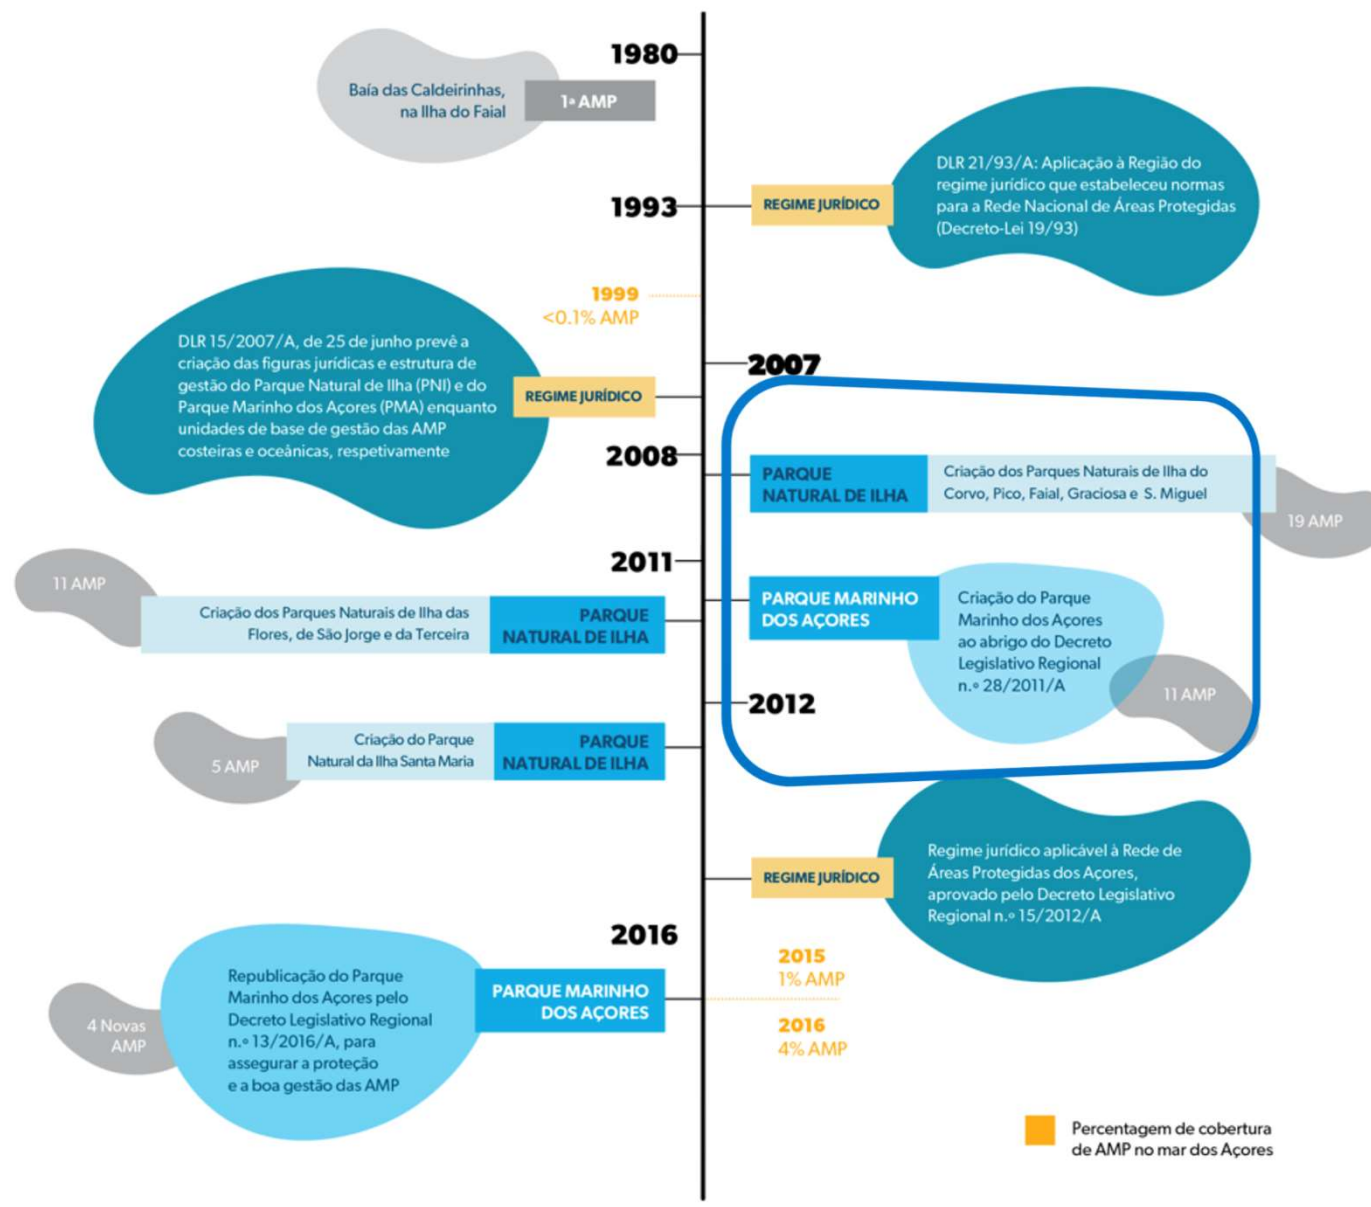 1980
Baía das Caldeirinhas,
na Ilha do Faial
1ª AMP
DLR 21/93/A: Aplicação à Região do
regime jurídico que estabeleceu normas
para a Rede Nacional de Áreas Protegidas
(Decreto-Lei 19/93)
1993
REGIME JURÍDICO
1999
<0.1% AMP
DLR 15/2007/A, de 25 de junho prevê a
criação das figuras jurídicas e estrutura de
gestão do Parque Natural de Ilha (PNI) e do
Parque Marinho dos Açores (PMA) enquanto
unidades de base de gestão das AMP
costeiras e oceânicas, respetivamente
REGIME JURÍDICO
2007
2008
PARQUE
NATURAL DE ILHA
Criação dos Parques Naturais de Ilha do
Corvo, Pico, Faial, Graciosa e S. Miguel
19 AMP
2011
11 AMP
Criação dos Parques Naturais de Ilha das
Flores, de São Jorge e da Terceira
PARQUE
NATURAL DE ILHA
PARQUE MARINHO
DOS AÇORES
Criação do Parque
Marinho dos Açores
ao abrigo do Decreto
Legislativo Regional
n.º 28/2011/A
11 AMP
2012
5 AMP
Criação do Parque
Natural da Ilha Santa Maria
PARQUE
NATURAL DE ILHA
REGIME JURÍDICO
Regime jurídico aplicável à Rede de
Áreas Protegidas dos Açores,
aprovado pelo Decreto Legislativo
Regional n.º 15/2012/A
2016
4 Novas
AMP
Republicação do Parque
Marinho dos Açores pelo
Decreto Legislativo Regional
n.º 13/2016/A, para
assegurar a proteção
e a boa gestão das AMP
PARQUE MARINHO
DOS AÇORES
2015
1% AMP
2016
4% AMP
Percentagem de cobertura
de AMP no mar dos Açores